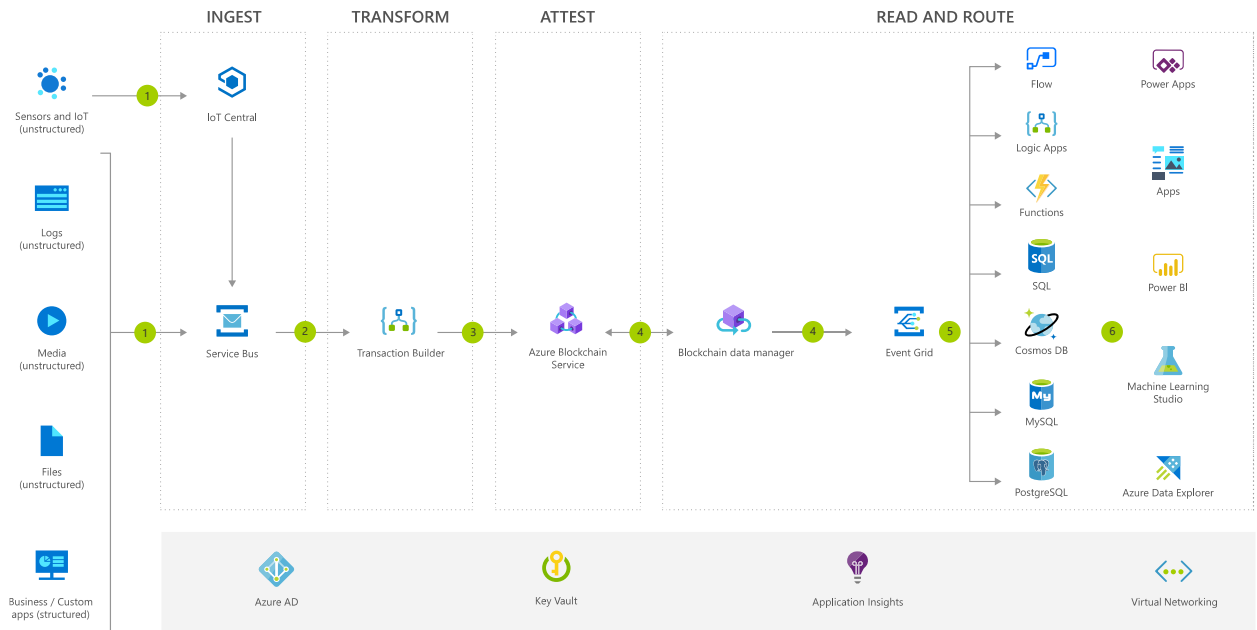 INGEST
TRANSFORM
ATTEST
READ AND ROUTE
Sensors and IoT
(unstructured)
1
IoT Central
Flow
Power Apps
Logic Apps
Apps
Logs
(unstructured)
Functions
SQL
SQL
Power BI
Media
(unstructured)
1
Service Bus
2
Transaction Builder
3
Azure Blockchain
Service
4
Blockchain data manager
4
Event Grid
5
Cosmos DB
6
Machine Learning
Studio
My
MySQL
Files
(unstructured)
PostgreSQL
Azure Data Explorer
Business / Custom
apps (structured)
Azure AD
Key Vault
Application Insights
Virtual Networking